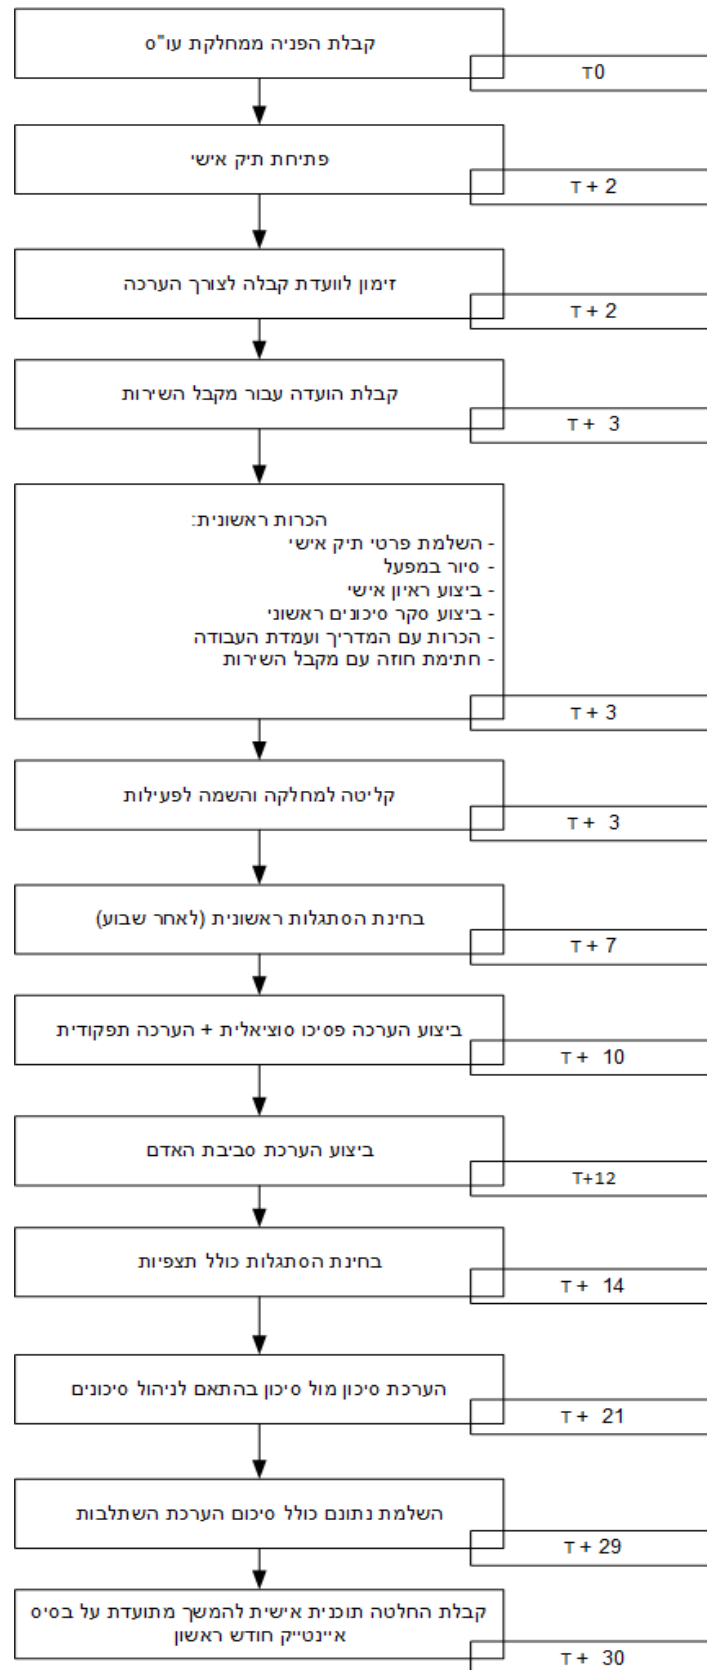 קבלת הפניה ממחלקת עו"ס
T0
פתיחת תיק אישי
T + 2
זימון לוועדת קבלה לצורך הערכה
T + 2
קבלת הועדה עבור מקבל השירות
T + 3
הכרות ראשונית:
- השלמת פרטי תיק אישי
- סיור במפעל
- ביצוע ראיון אישי
- ביצוע סקר סיכונים ראשוני
- הכרות עם המדריך ועמדת העבודה
- חתימת חוזה עם מקבל השירות
T + 3
קליטה למחלקה והשמה לפעילות
T + 3
בחינת הסתגלות ראשונית (לאחר שבוע)
T + 7
ביצוע הערכה פסיכו סוציאלית + הערכה תפקודית
T + 10
ביצוע הערכת סביבת האדם
T+12
בחינת הסתגלות כולל תצפיות
T + 14
הערכת סיכון מול סיכון בהתאם לניהול סיכונים
T + 21
השלמת נתונם כולל סיכום הערכת השתלבות
T + 29
קבלת החלטה תוכנית אישית להמשך מתועדת על בסיס
איינטייק חודש ראשון
T + 30